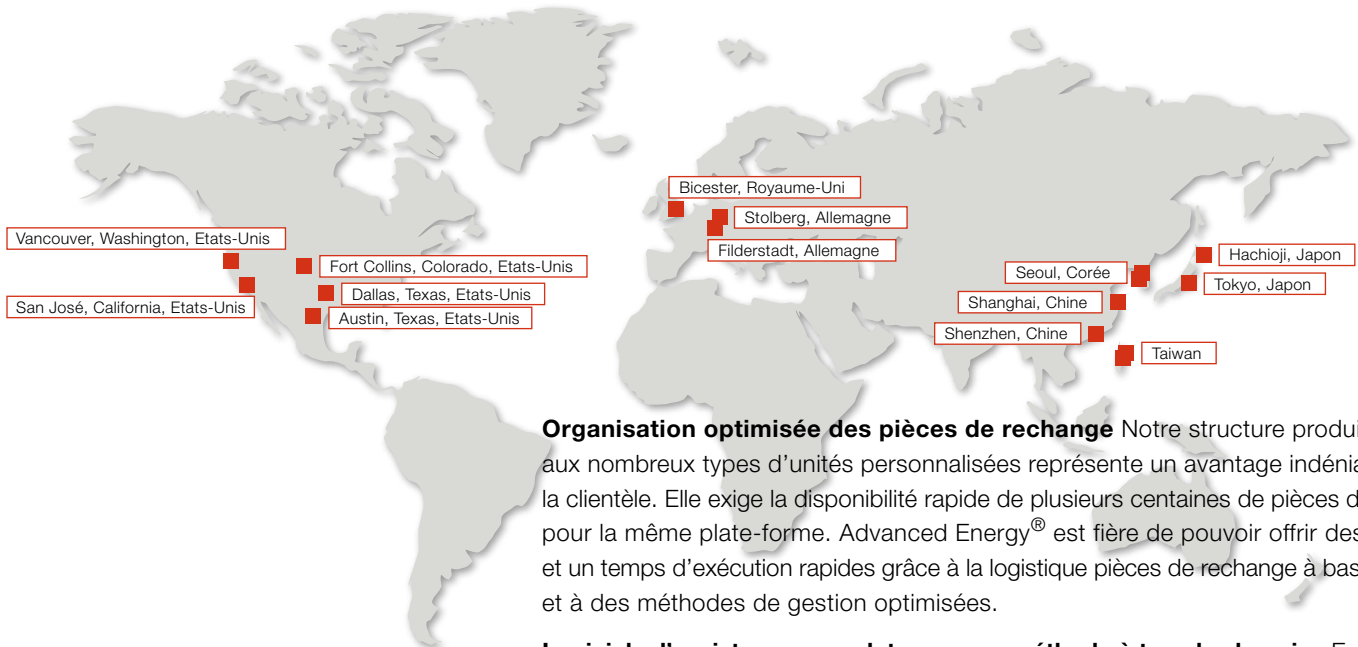 Bicester, Royaume-Uni
Stolberg, Allemagne
Filderstadt, Allemagne
Vancouver, Washington, Etats-Unis
Fort Collins, Colorado, Etats-Unis
San José, California, Etats-Unis
Dallas, Texas, Etats-Unis
Austin, Texas, Etats-Unis
Hachioji, Japon
Seoul, Corée
Tokyo, Japon
Shanghai, Chine
Shenzhen, Chine
Taiwan
Organisation optimisée des pièces de rechange Notre structure produi
aux nombreux types d'unités personnalisées représente un avantage indénia
la clientèle. Elle exige la disponibilité rapide de plusieurs centaines de pièces d
pour la même plate-forme. Advanced Energy® est fière de pouvoir offrir des
et un temps d'exécution rapides grâce à la logistique pièces de rechange à bas
et à des méthodes de gestion optimisées.